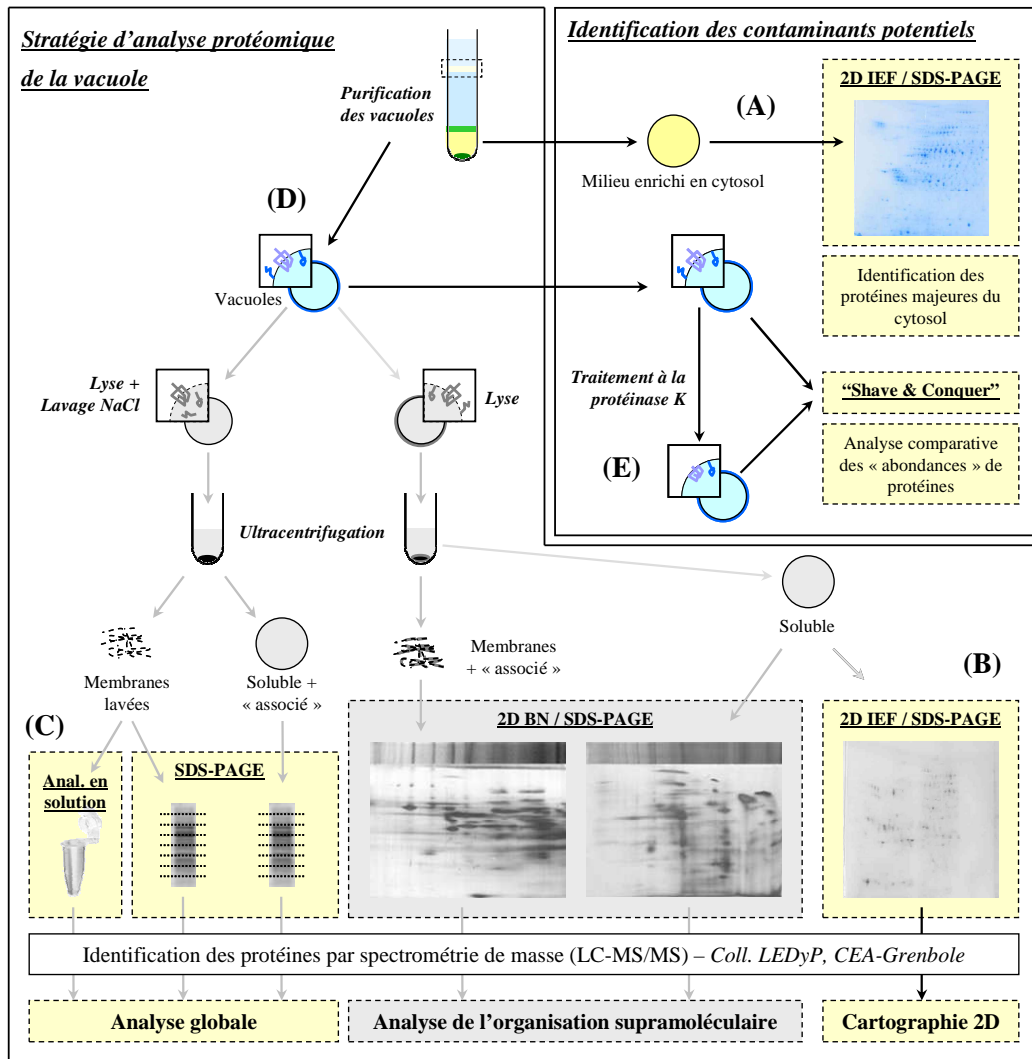 Stratégie d'analyse protéomique
de la vacuole
Identification des contaminants potentiels
Purification
des vacuoles
(A)
2D IEF / SDS-PAGE
Milieu enrichi en cytosol
(D)
Vacuoles
Identification des
protéines majeures du
cytosol
Lyse +
Lavage NaCl
Lyse
Traitement à la
protéinase K
“Shave & Conquer”
(E)
Analyse comparative
des « abondances » de
protéines
Ultracentrifugation
Soluble
Membranes
lavées
Soluble +
« associé »
Membranes
+ « associé »
(B)
(C)
2D BN / SDS-PAGE
2D IEF / SDS-PAGE
Anal. en
solution
SDS-PAGE
Identification des protéines par spectrométrie de masse (LC-MS/MS) – Coll. LEDyP, CEA-Grenbole
Analyse globale
Analyse de l'organisation supramoléculaire
Cartographie 2D